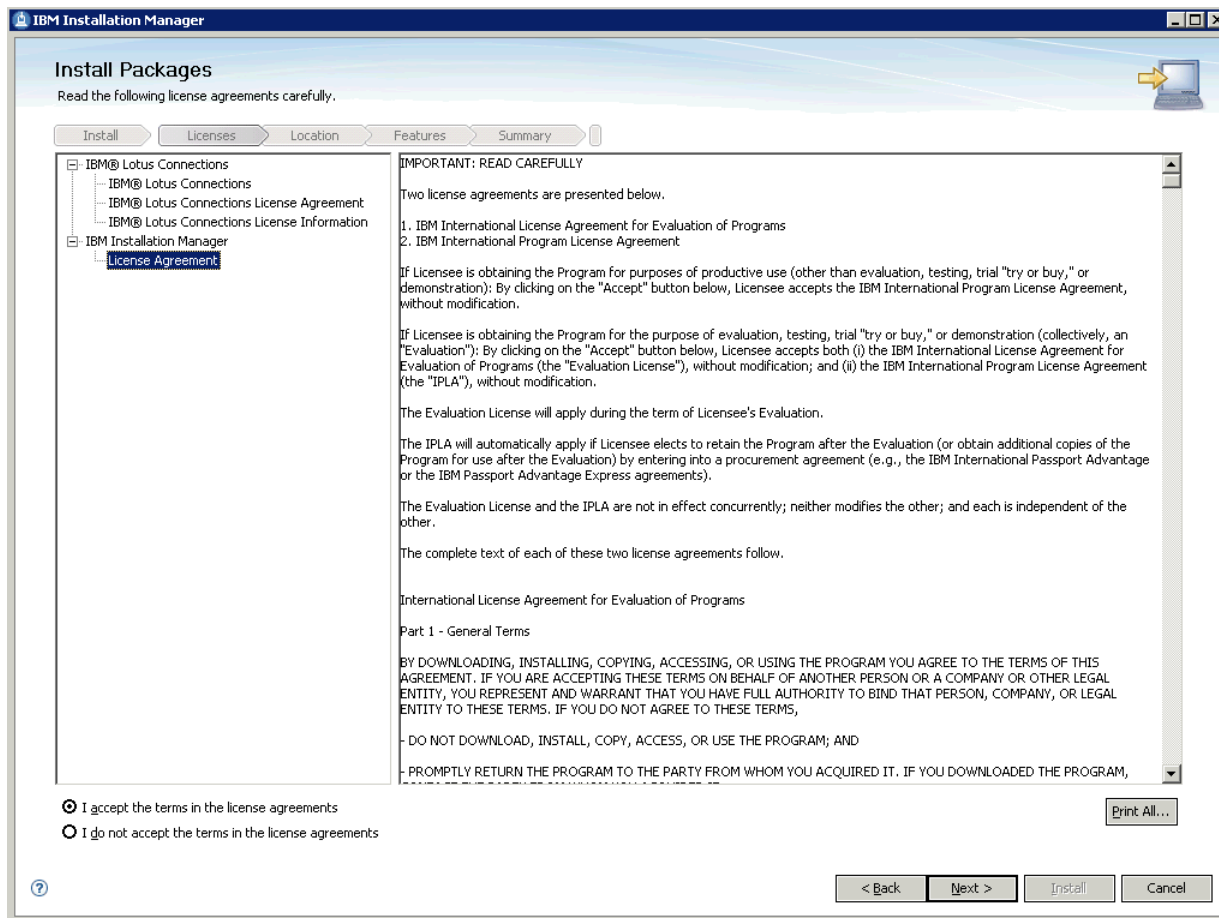 IBM Installation Manager
Install Packages
Read the following license agreements carefully.
Install Licenses Location Features Summary
IBM® Lotus Connections
IBM® Lotus Connections
IBM® Lotus Connections License Agreement
IBM® Lotus Connections License Information
IBM Installation Manager
License Agreement
IMPORTANT: READ CAREFULLY
Two license agreements are presented below.
1. IBM International License Agreement for Evaluation of Programs
2. IBM International Program License Agreement
If Licensee is obtaining the Program for purposes of productive use (other than evaluation, testing, trial "try or buy," or
demonstration): By clicking on the "Accept" button below, Licensee accepts the IBM International Program License Agreement,
without modification.
If Licensee is obtaining the Program for the purpose of evaluation, testing, trial "try or buy," or demonstration (collectively, an
"Evaluation"): By clicking on the "Accept" button below, Licensee accepts both (i) the IBM International License Agreement for
Evaluation of Programs (the "Evaluation License"), without modification; and (ii) the IBM International Program License Agreement
(the "IPLA"), without modification.
The Evaluation License will apply during the term of Licensee's Evaluation.
The IPLA will automatically apply if Licensee elects to retain the Program after the Evaluation (or obtain additional copies of the
Program for use after the Evaluation) by entering into a procurement agreement (e.g., the IBM International Passport Advantage
or the IBM Passport Advantage Express agreements).
The Evaluation License and the IPLA are not in effect concurrently; neither modifies the other; and each is independent of the
other.
The complete text of each of these two license agreements follow.
International License Agreement for Evaluation of Programs
Part 1 - General Terms
BY DOWNLOADING, INSTALLING, COPYING, ACCESSING, OR USING THE PROGRAM YOU AGREE TO THE TERMS OF THIS
AGREEMENT. IF YOU ARE ACCEPTING THESE TERMS ON BEHALF OF ANOTHER PERSON OR A COMPANY OR OTHER LEGAL
ENTITY, YOU REPRESENT AND WARRANT THAT YOU HAVE FULL AUTHORITY TO BIND THAT PERSON, COMPANY, OR LEGAL
ENTITY TO THESE TERMS. IF YOU DO NOT AGREE TO THESE TERMS,
- DO NOT DOWNLOAD, INSTALL, COPY, ACCESS, OR USE THE PROGRAM; AND
- PROMPTLY RETURN THE PROGRAM TO THE PARTY FROM WHOM YOU ACQUIRED IT. IF YOU DOWNLOADED THE PROGRAM,
I accept the terms in the license agreements
I do not accept the terms in the license agreements
Print All...
?
< Back Next > Install Cancel